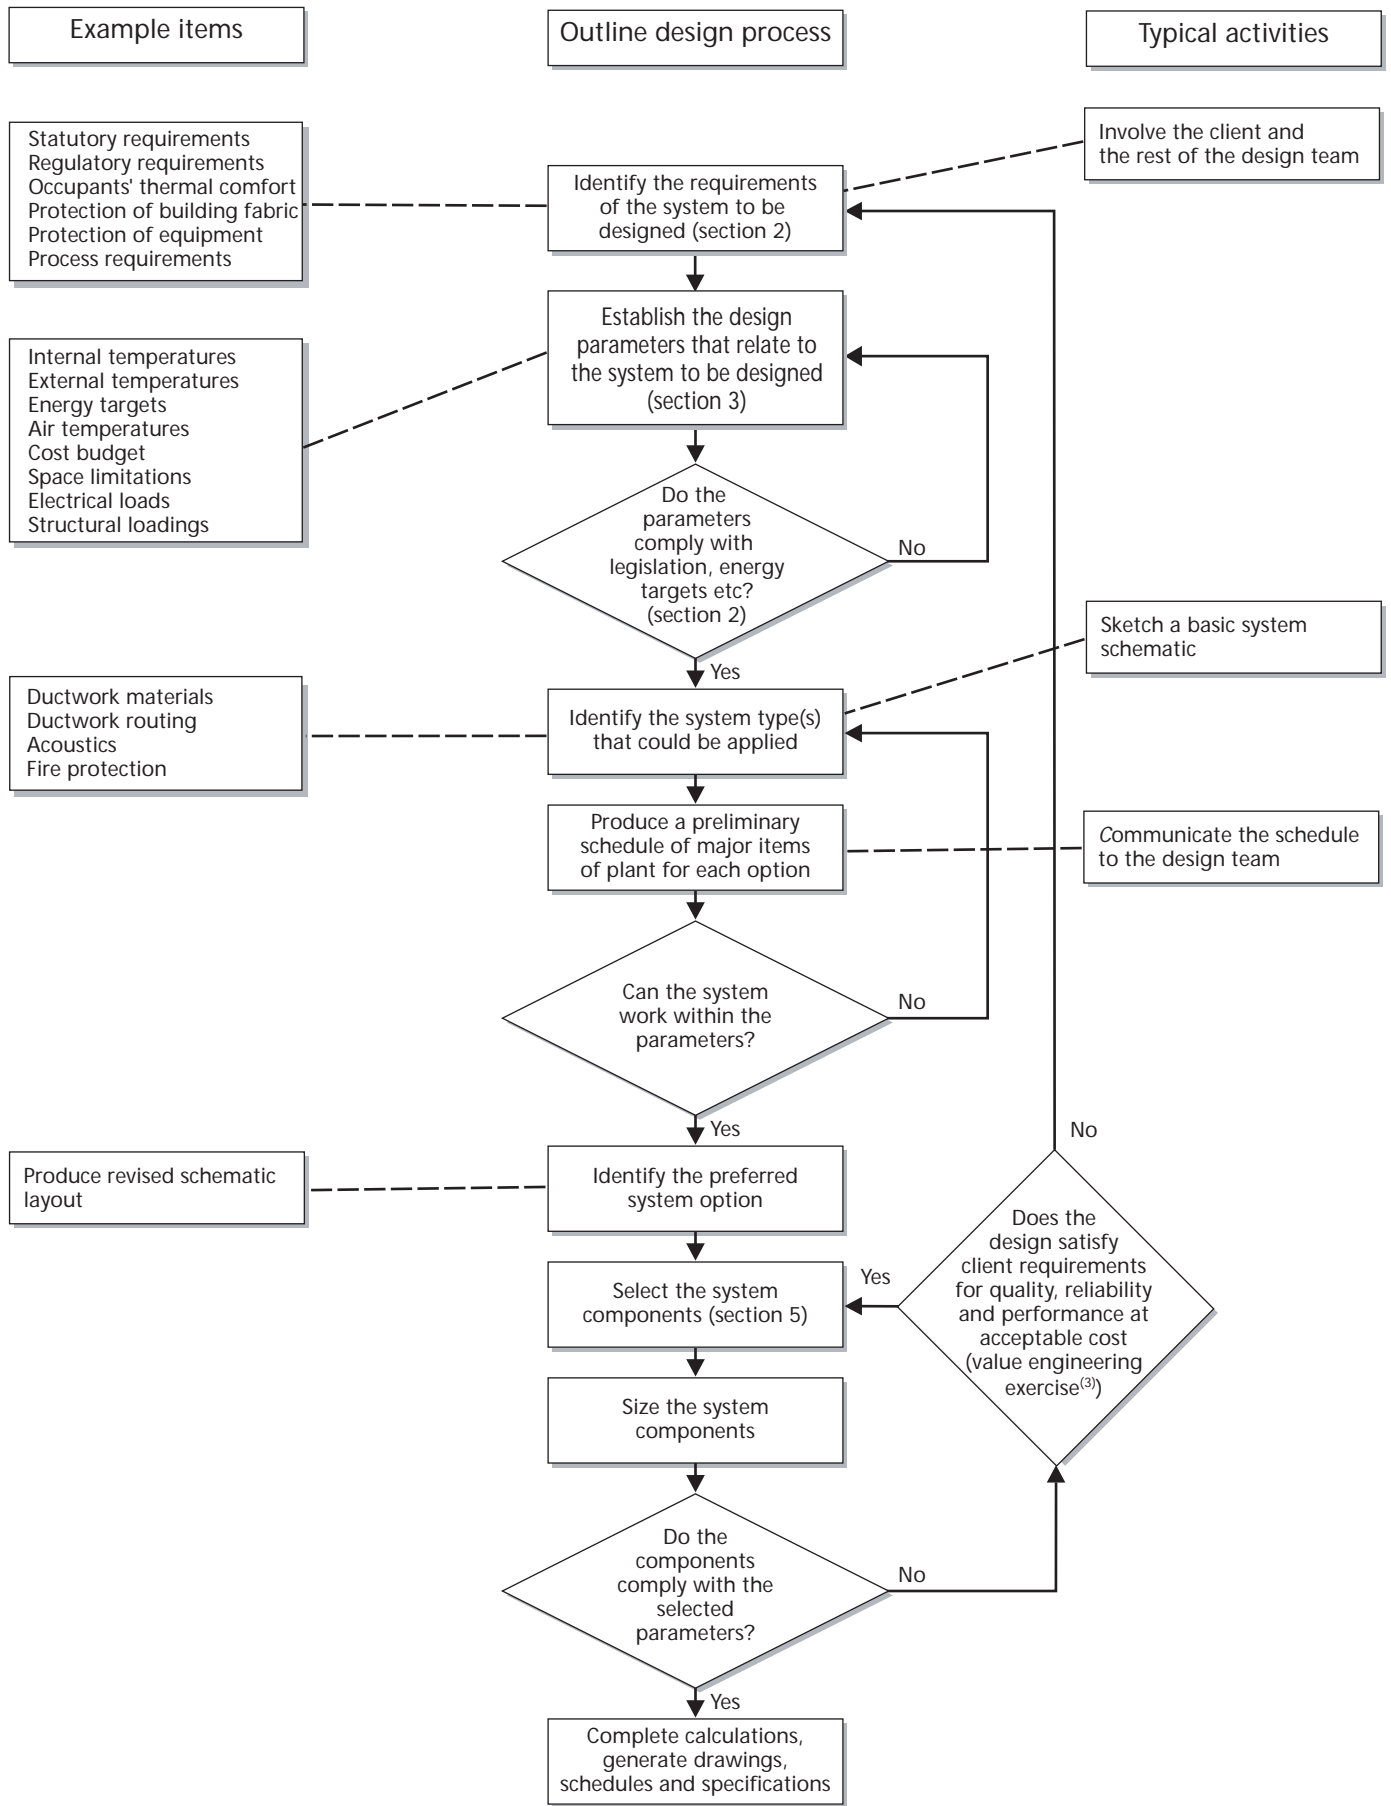 Example items
Outline design process
Typical activities
Statutory requirements
Regulatory requirements
Occupants' thermal comfort
Protection of building fabric
Protection of equipment
Process requirements
Identify the requirements
of the system to be
designed (section 2)
Involve the client and
the rest of the design team
Internal temperatures
External temperatures
Energy targets
Air temperatures
Cost budget
Space limitations
Electrical loads
Structural loadings
Establish the design
parameters that relate to
the system to be designed
(section 3)
Do the
parameters
comply with
legislation, energy
targets etc?
(section 2)
No
Yes
Ductwork materials
Ductwork routing
Acoustics
Fire protection
Identify the system type(s)
that could be applied
Sketch a basic system
schematic
Produce a preliminary
schedule of major items
of plant for each option
Communicate the schedule
to the design team
Can the system
work within the
parameters?
No
Yes
Produce revised schematic
layout
Identify the preferred
system option
Select the system
components (section 5)
Size the system
components
No
Does the
design satisfy
client requirements
for quality, reliability
and performance at
acceptable cost
(value engineering
exercise(3))
Yes
Do the
components
comply with the
selected
parameters?
No
Yes
Complete calculations,
generate drawings,
schedules and specifications